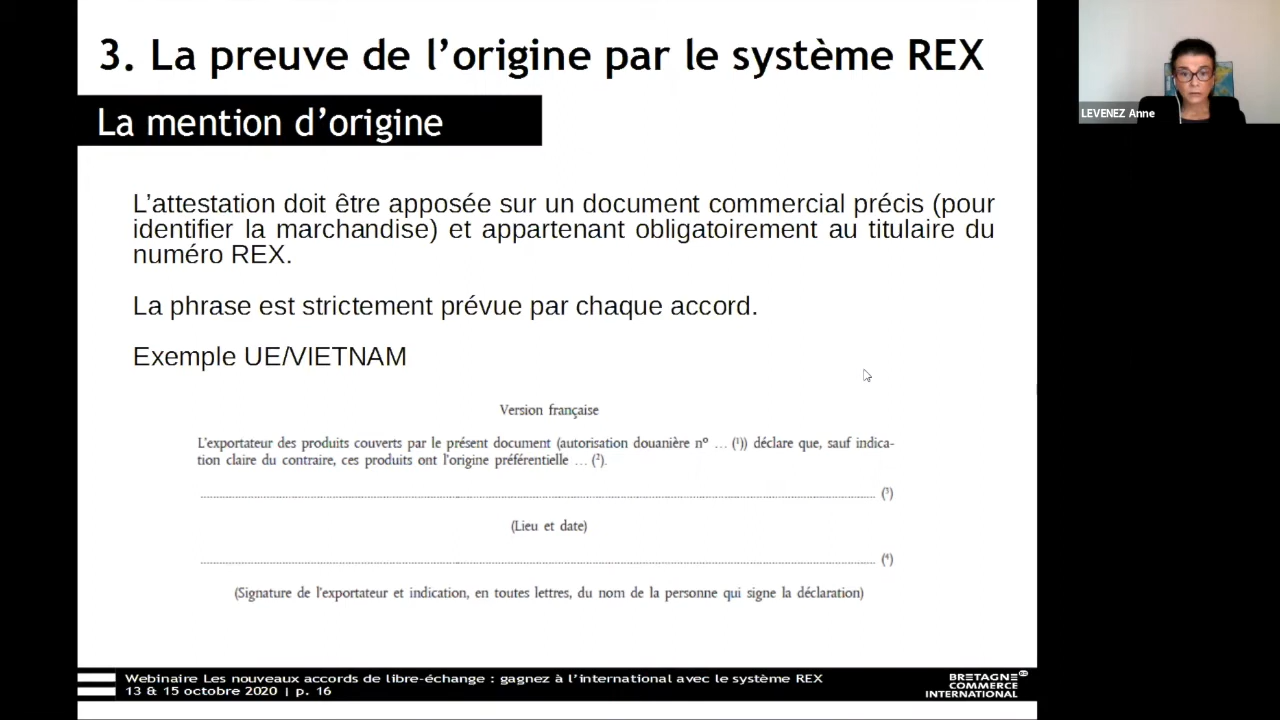 3. La preuve de l’origine par le système REX
La mention d’origine
LEVENEZ Anne
L’attestation doit être apposée sur un document commercial précis (pour
identifier la marchandise) et appartenant obligatoirement au titulaire du
numéro REX.
La phrase est strictement prévue par chaque accord.
Exemple UE/VIETNAM
Version française
L'exportateur des produits couverts par le présent document (autorisation douanière nº … (¹)) déclare que, sauf indica-
tion claire du contraire, ces produits ont l'origine préférentielle … (²).
(³)
(Lieu et date)
(⁴)
(Signature de l'exportateur et indication, en toutes lettres, du nom de la personne qui signe la déclaration)
Webinaire Les nouveaux accords de libre-échange : gagnez à l’international avec le système REX
13 & 15 octobre 2020 | p. 16
BRETAGNE
COMMERCE
INTERNATIONAL